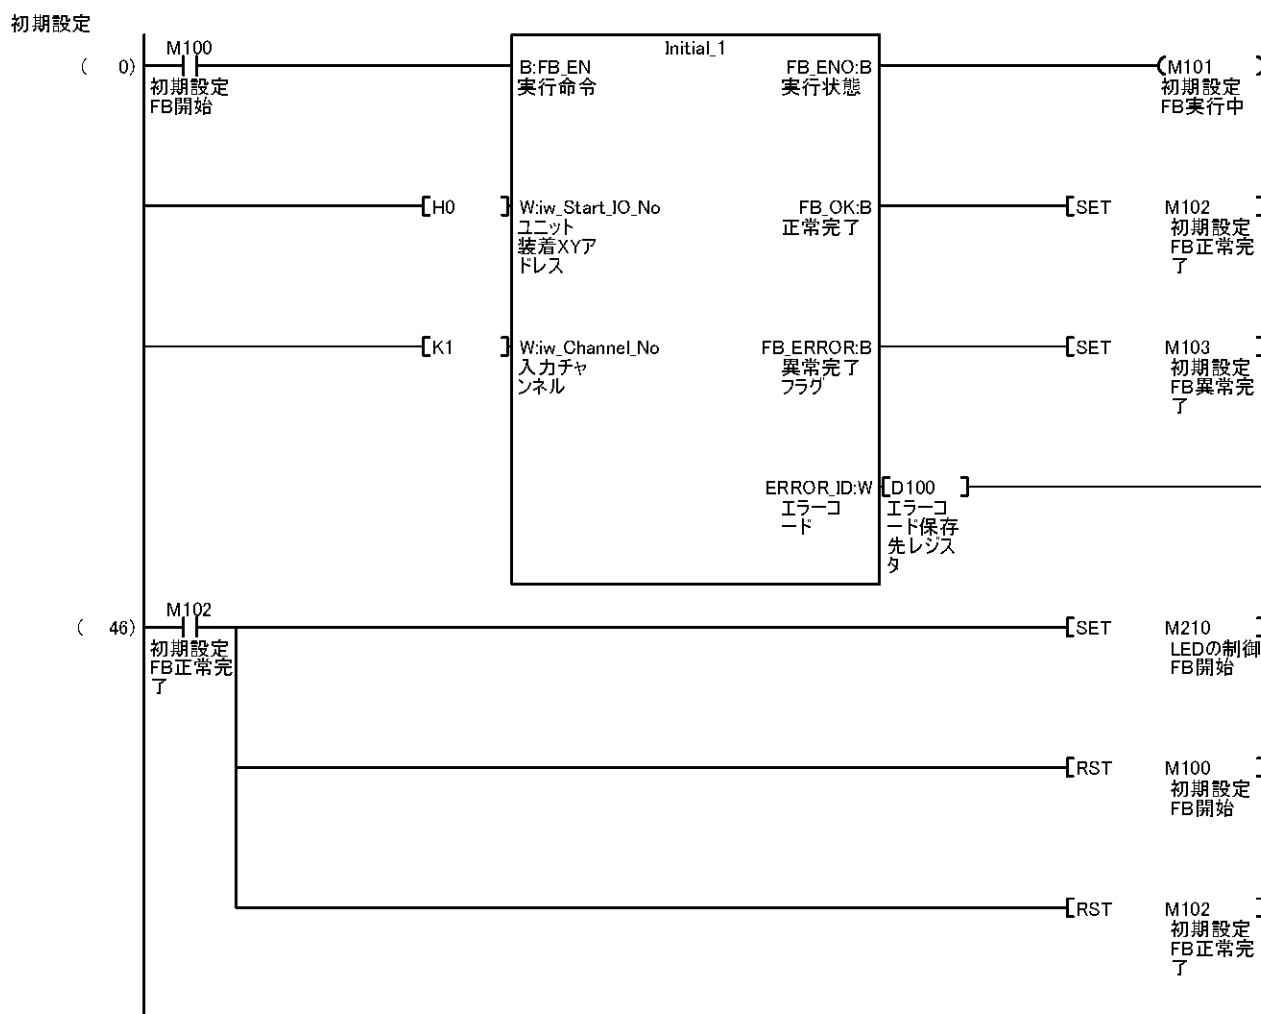 初期設定
M100
Initial_1
( 0)
B:FB_EN
FB_ENO:B
M101
初期設定
FB開始
実行命令
実行状態
初期設定
FB実行中
H0
W:iw_Start_IO_No
FB_OK:B
SET M102
ユニット
装着XYア
ドレス
正常完了
初期設定
FB正常完
了
K1
W:iw_Channel_No
FB_ERROR:B
SET M103
入力チャ
ンネル
異常完了
フラグ
初期設定
FB異常完
了
ERROR_ID:W
D100
エラーコ
ード
エラーコ
ード保存
先レジス
タ
M102
( 46)
SET M210
初期設定
FB正常完
了
LEDの制御
FB開始
RST M100
初期設定
FB開始
RST M102
初期設定
FB正常完
了